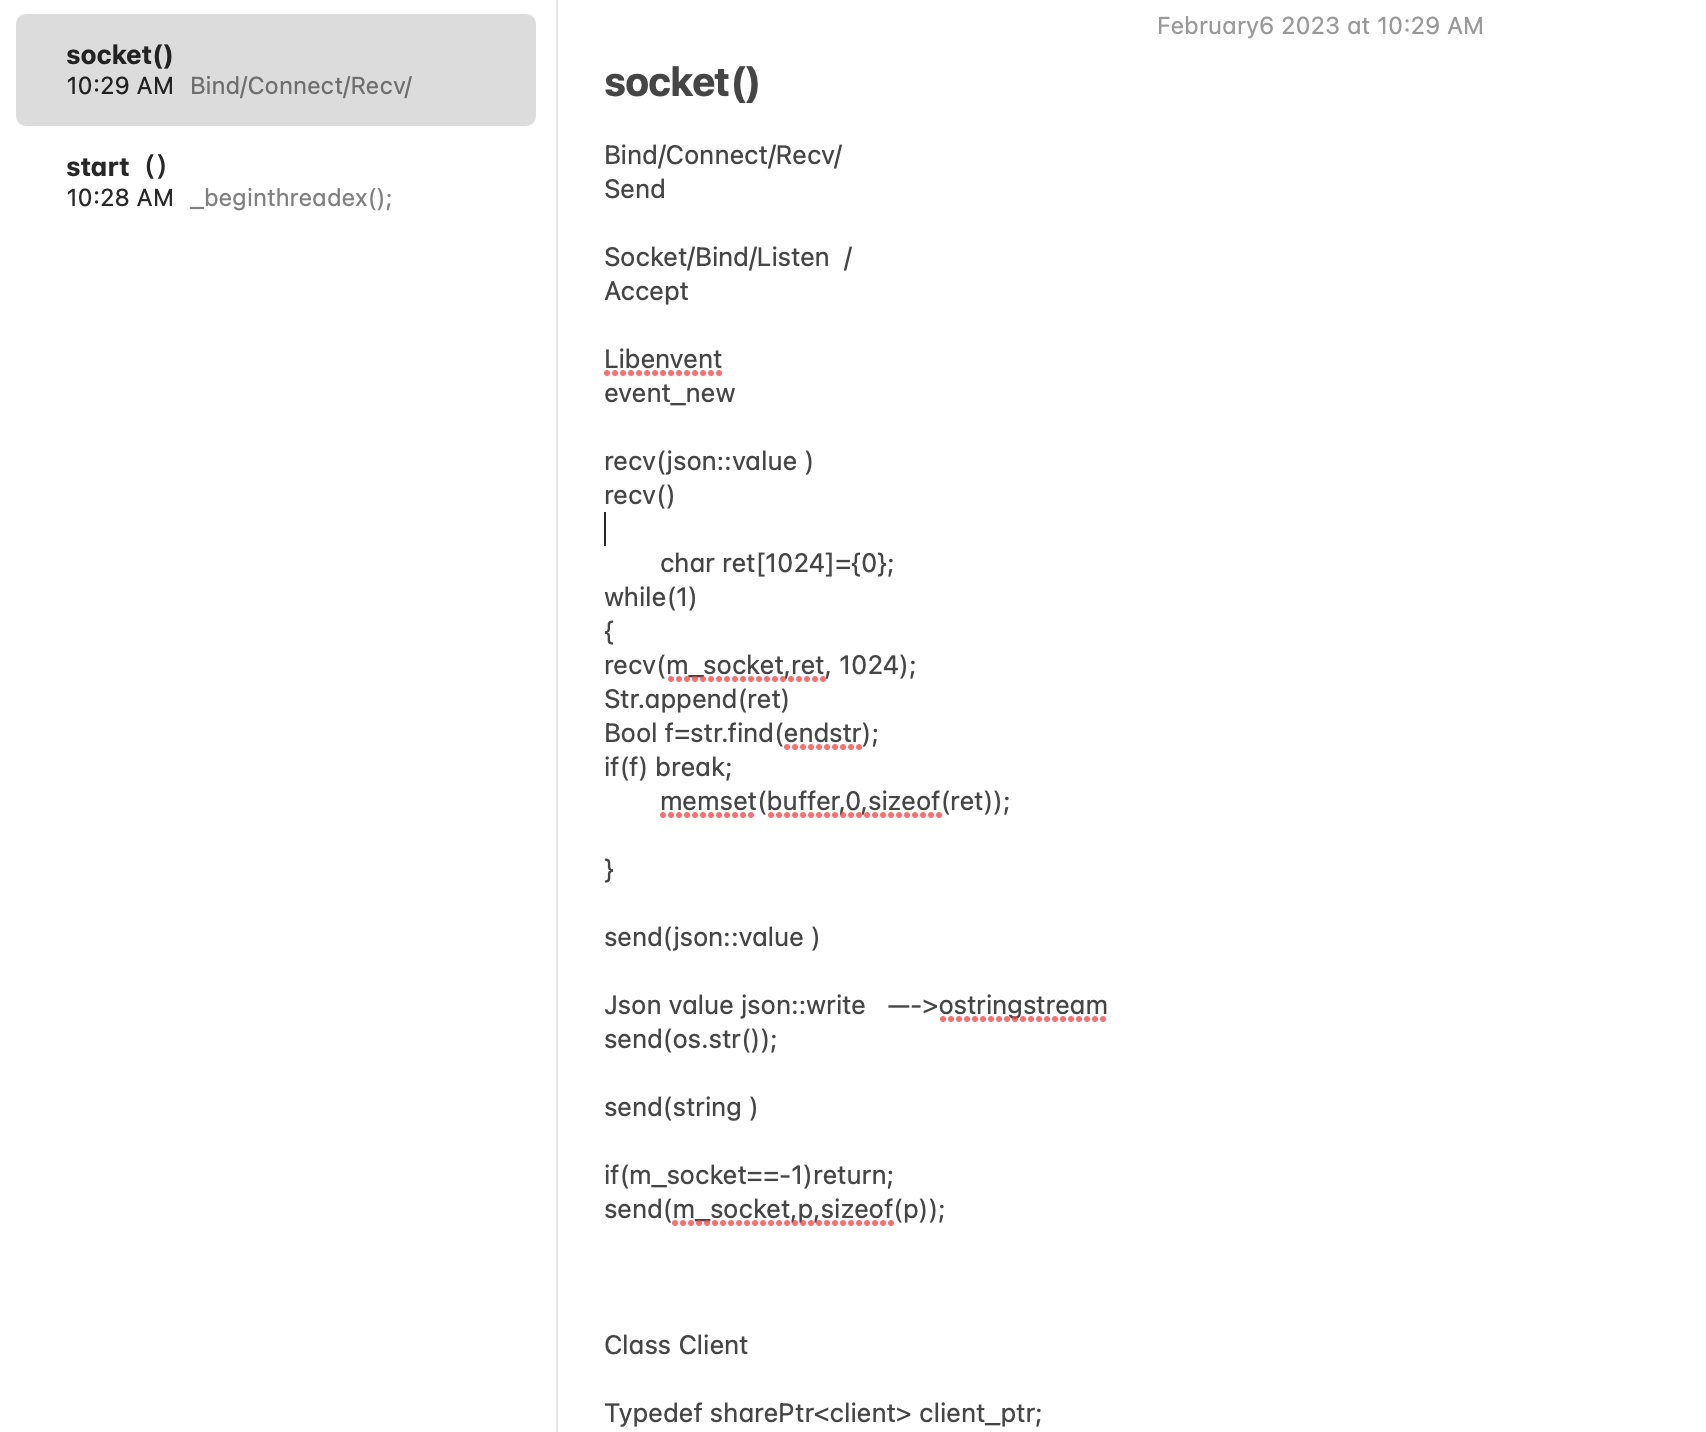 socket()
10:29 AM Bind/Connect/Recv/
start ()
10:28 AM _beginthreadex();
February6 2023 at 10:29 AM
socket()
Bind/Connect/Recv/
Send
Socket/Bind/Listen /
Accept
Libenvent
event_new
recv(json::value )
recv()
char ret[1024]={0};
while(1)
{
recv(m_socket,ret, 1024);
Str.append(ret)
Bool f=str.find(endstr);
if(f) break;
memset(buffer,0,sizeof(ret));
}
send(json::value )
Json value json::write —->ostringstream
send(os.str());
send(string )
if(m_socket==-1)return;
send(m_socket,p,sizeof(p));
Class Client
Typedef sharePtr<client> client_ptr;